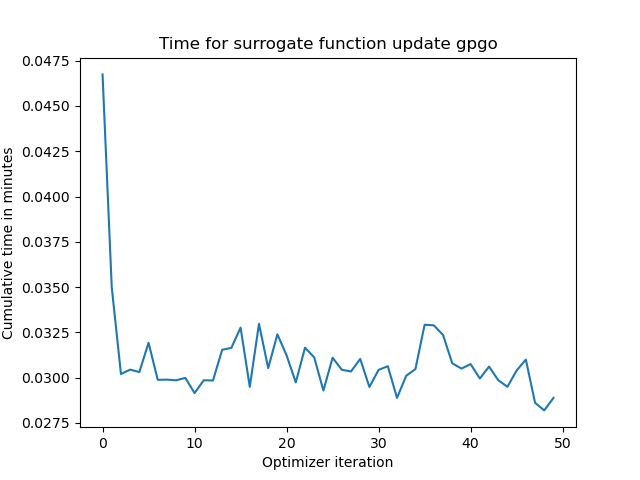 Time for surrogate function update gpgo
Cumulative time in minutes
0.0475
0.0450
0.0425
0.0400
0.0375
0.0350
0.0325
0.0300
0.0275
0 10 20 30 40 50
Optimizer iteration